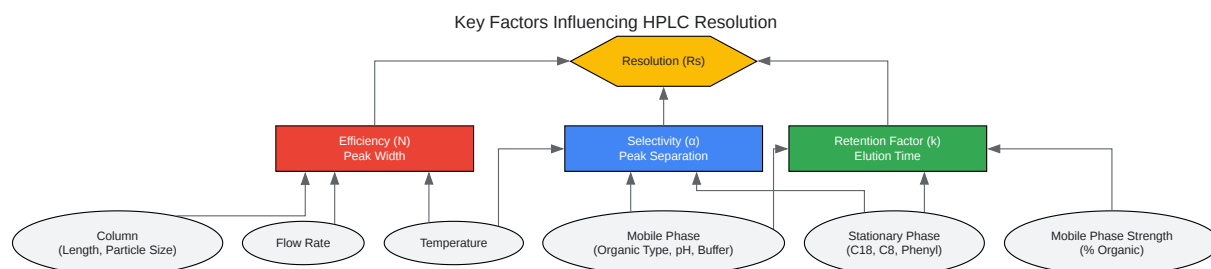 Key Factors Influencing HPLC Resolution
Resolution (Rs)
Efficiency (N)
Peak Width
Selectivity (α)
Peak Separation
Retention Factor (k)
Elution Time
Column
(Length, Particle Size)
Flow Rate
Temperature
Mobile Phase
(Organic Type, pH, Buffer)
Stationary Phase
(C18, C8, Phenyl)
Mobile Phase Strength
(% Organic)